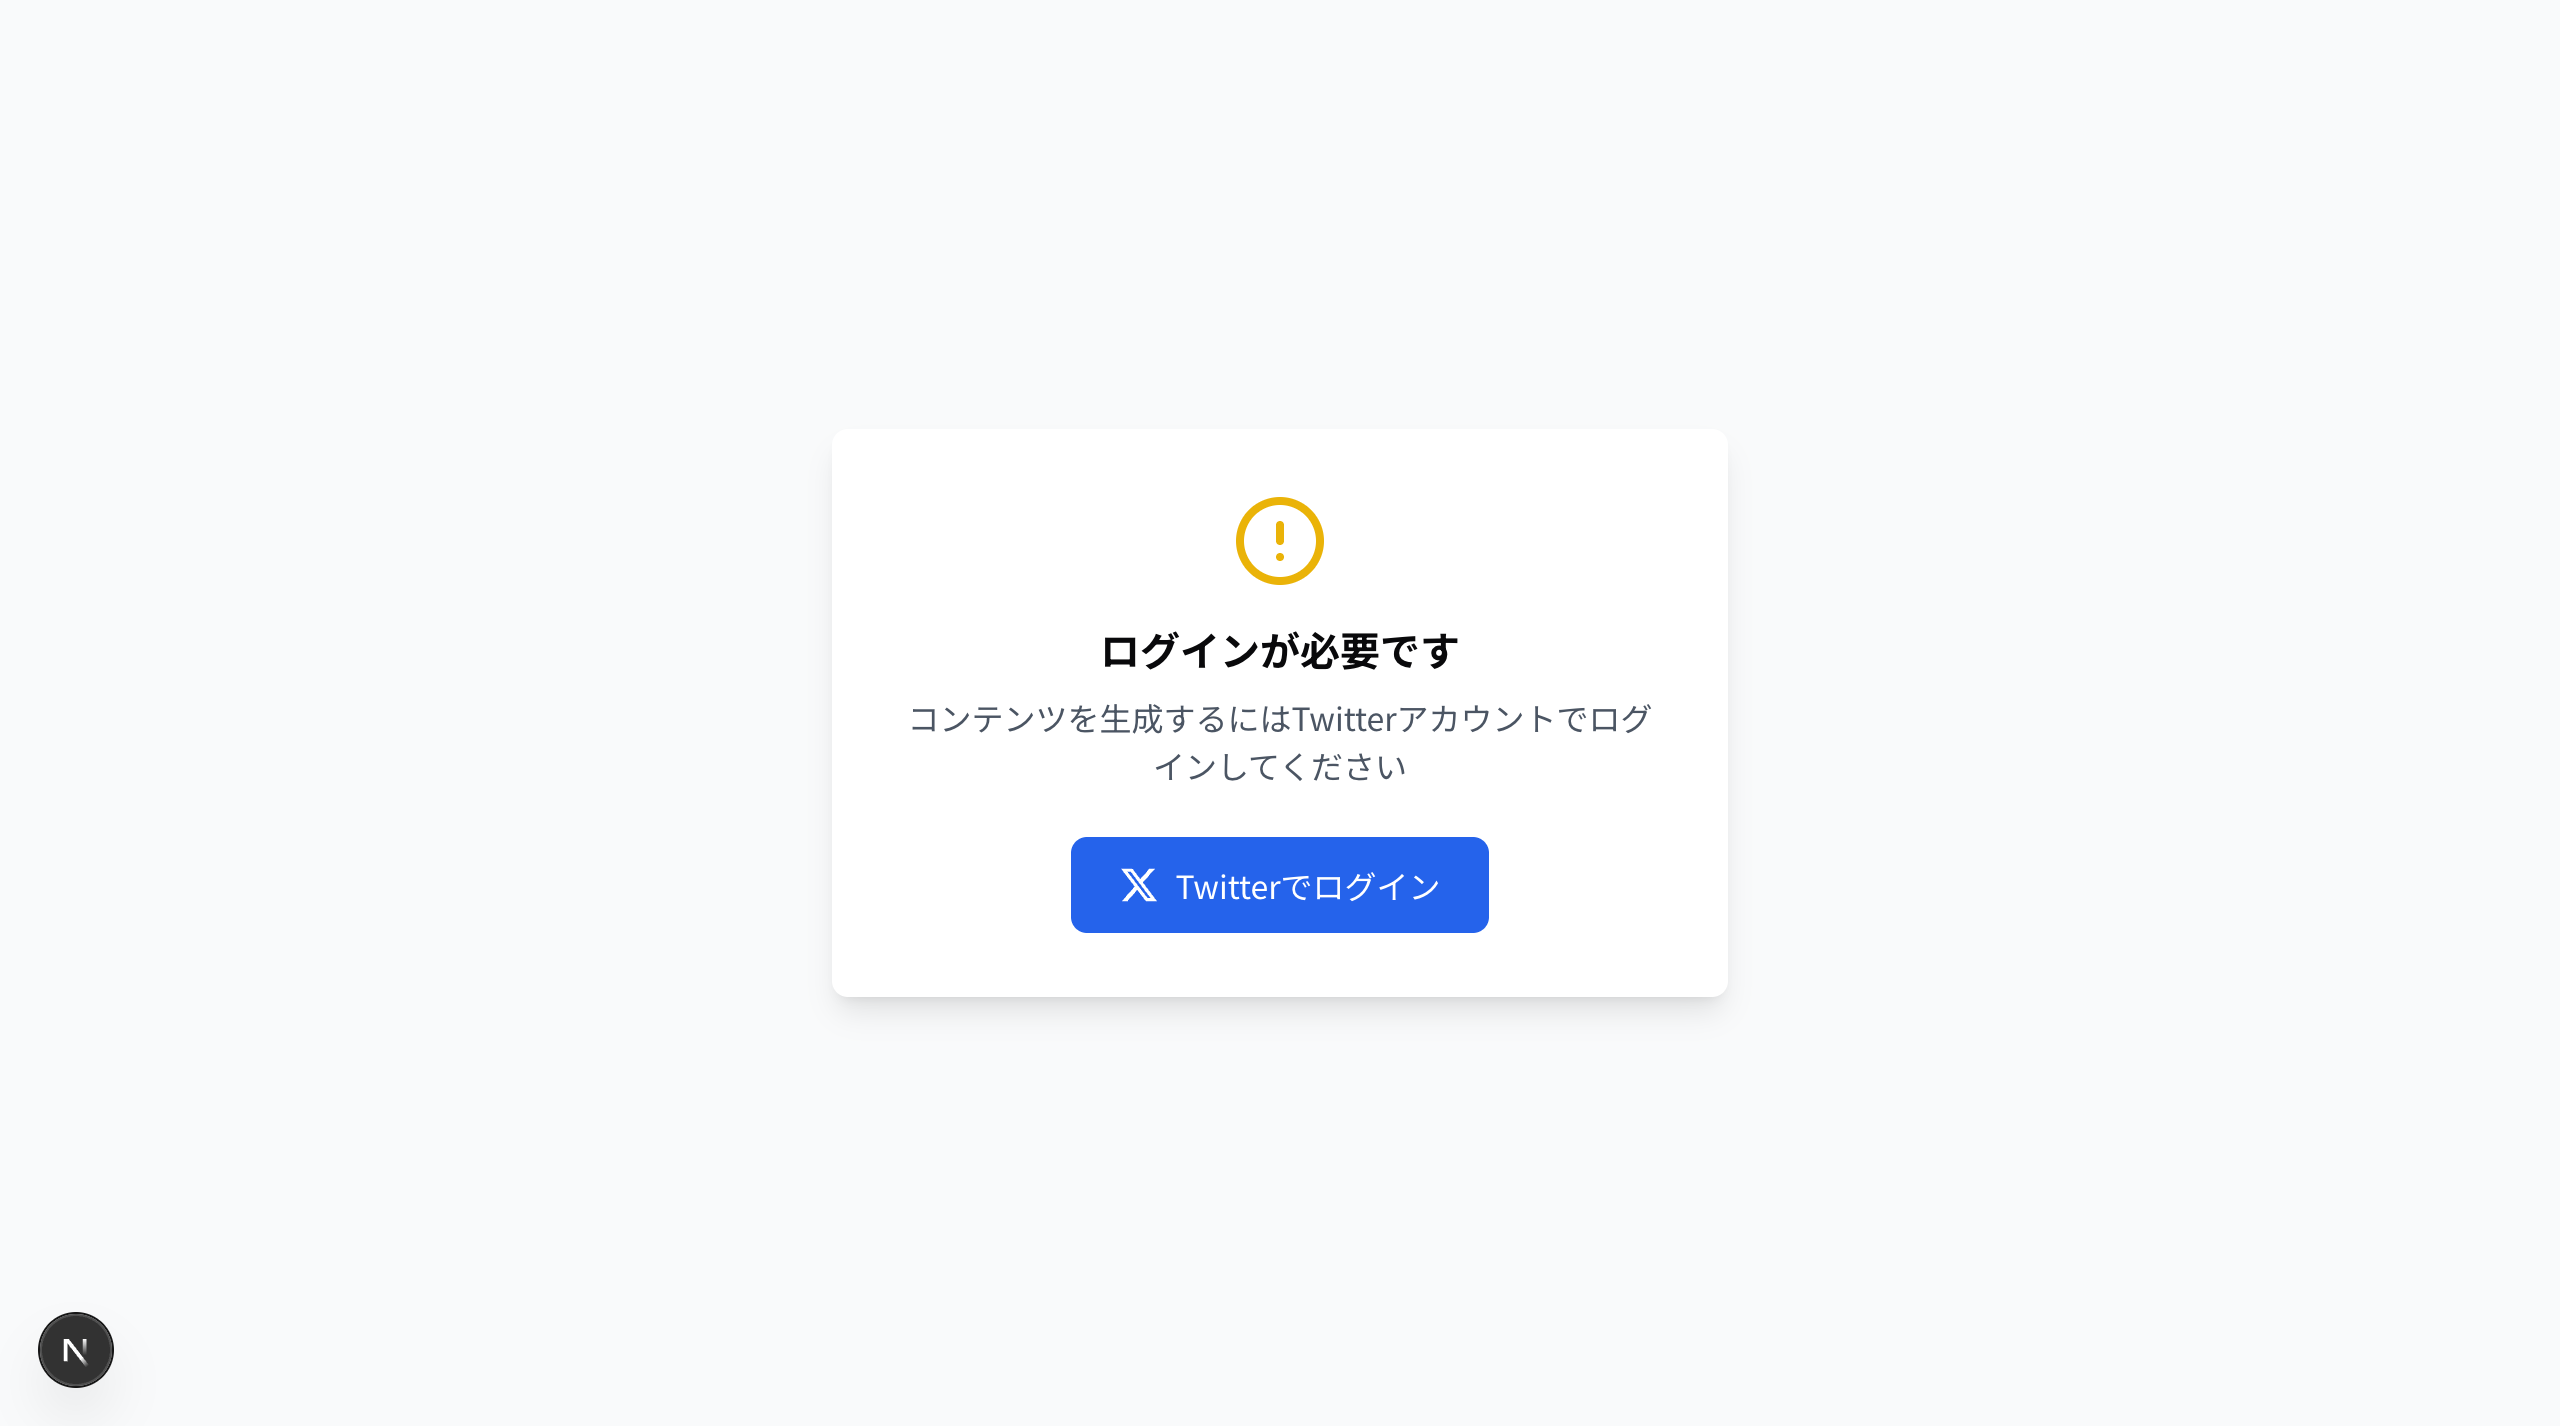 ログインが必要です
コンテンツを生成するにはTwitterアカウントでログ
インしてください
Twitterでログイン
N